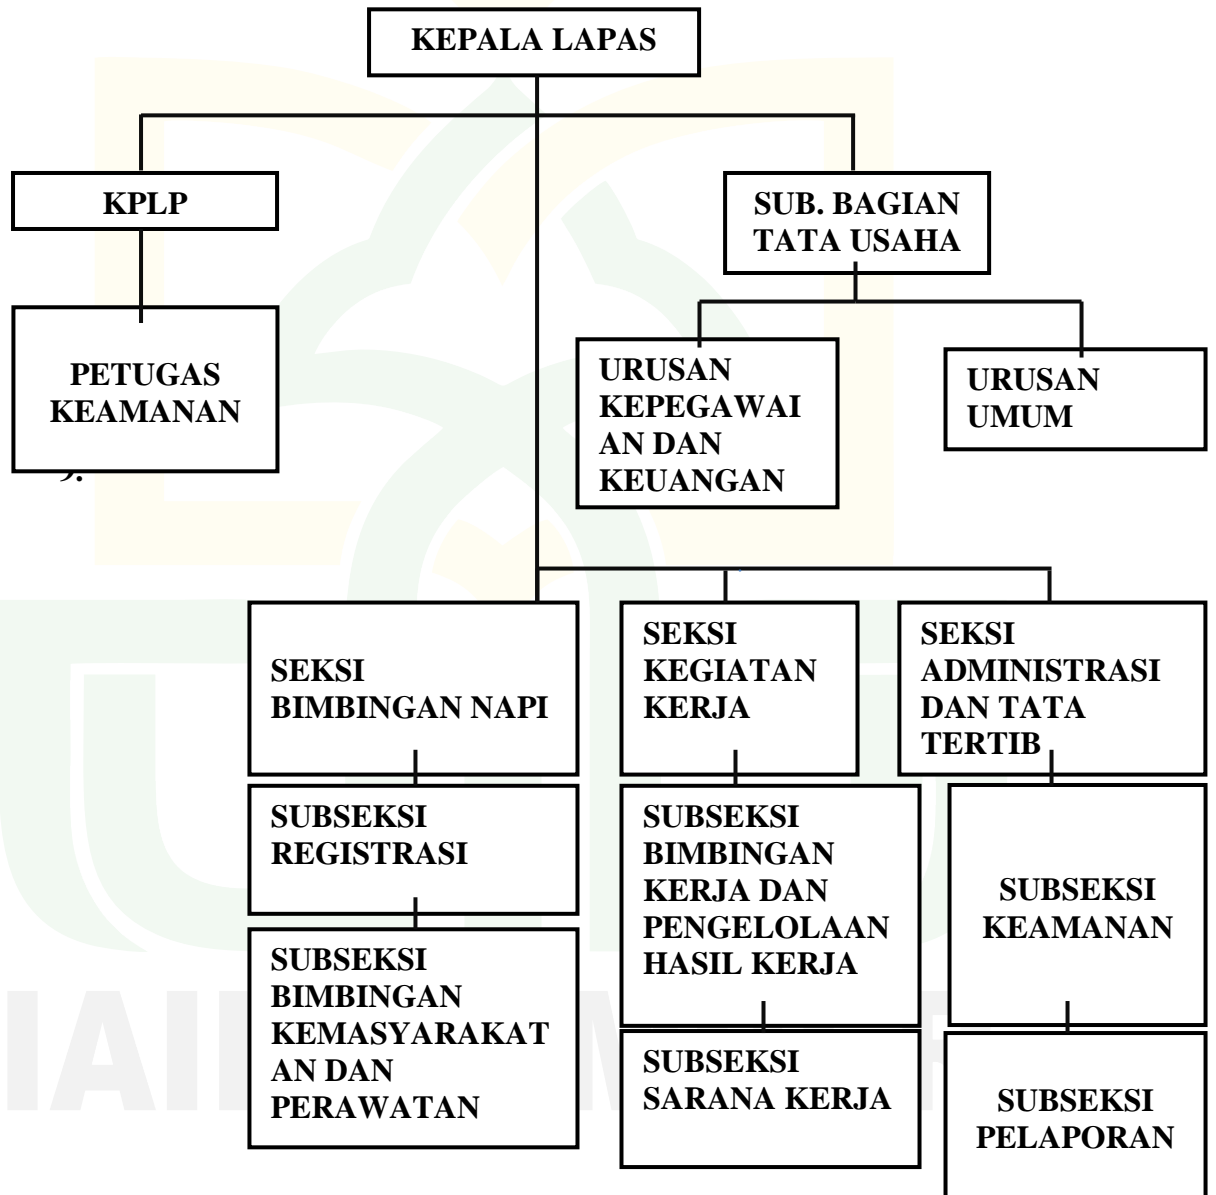 KEPALA LAPAS
KPLP
SUB. BAGIAN
TATA USAHA
PETUGAS
KEAMANAN
URUSAN
KEPEGAWAI
AN DAN
KEUANGAN
URUSAN
UMUM
SEKSI
BIMBINGAN NAPI
SEKSI
KEGIATAN
KERJA
SEKSI
ADMINISTRASI
DAN TATA
TERTIB
SUBSEKSI
REGISTRASI
SUBSEKSI
BIMBINGAN
KERJA DAN
PENGELOLAAN
HASIL KERJA
SUBSEKSI
KEAMANAN
SUBSEKSI
BIMBINGAN
KEMASYARAKAT
AN DAN
PERAWATAN
SUBSEKSI
SARANA KERJA
SUBSEKSI
PELAPORAN